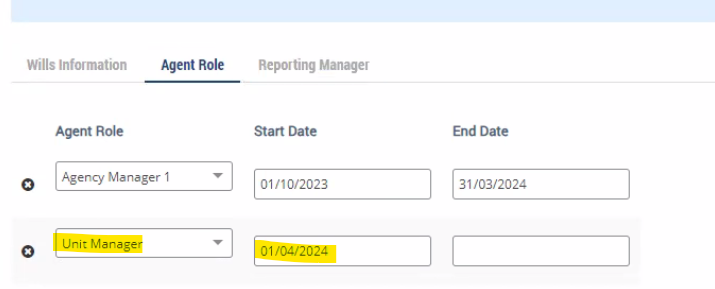 Wills Information Agent Role Reporting Manager
Agent Role Start Date End Date
Agency Manager 1 01/10/2023 31/03/2024
Unit Manager 01/04/2024